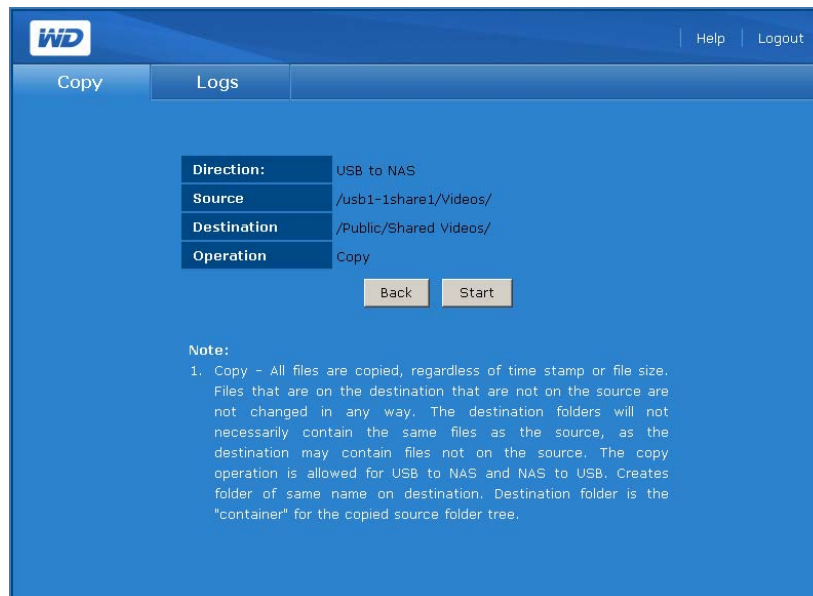 WD
Help
Logout
Copy
Logs
Direction: USB to NAS
Source /usb1-1share1/Videos/
Destination /Public/Shared Videos/
Operation Copy
Back
Start
Note:
1. Copy – All files are copied, regardless of time stamp or file size.
Files that are on the destination that are not on the source are
not changed in any way. The destination folders will not
necessarily contain the same files as the source, as the
destination may contain files not on the source. The copy
operation is allowed for USB to NAS and NAS to USB. Creates
folder of same name on destination. Destination folder is the
"container" for the copied source folder tree.